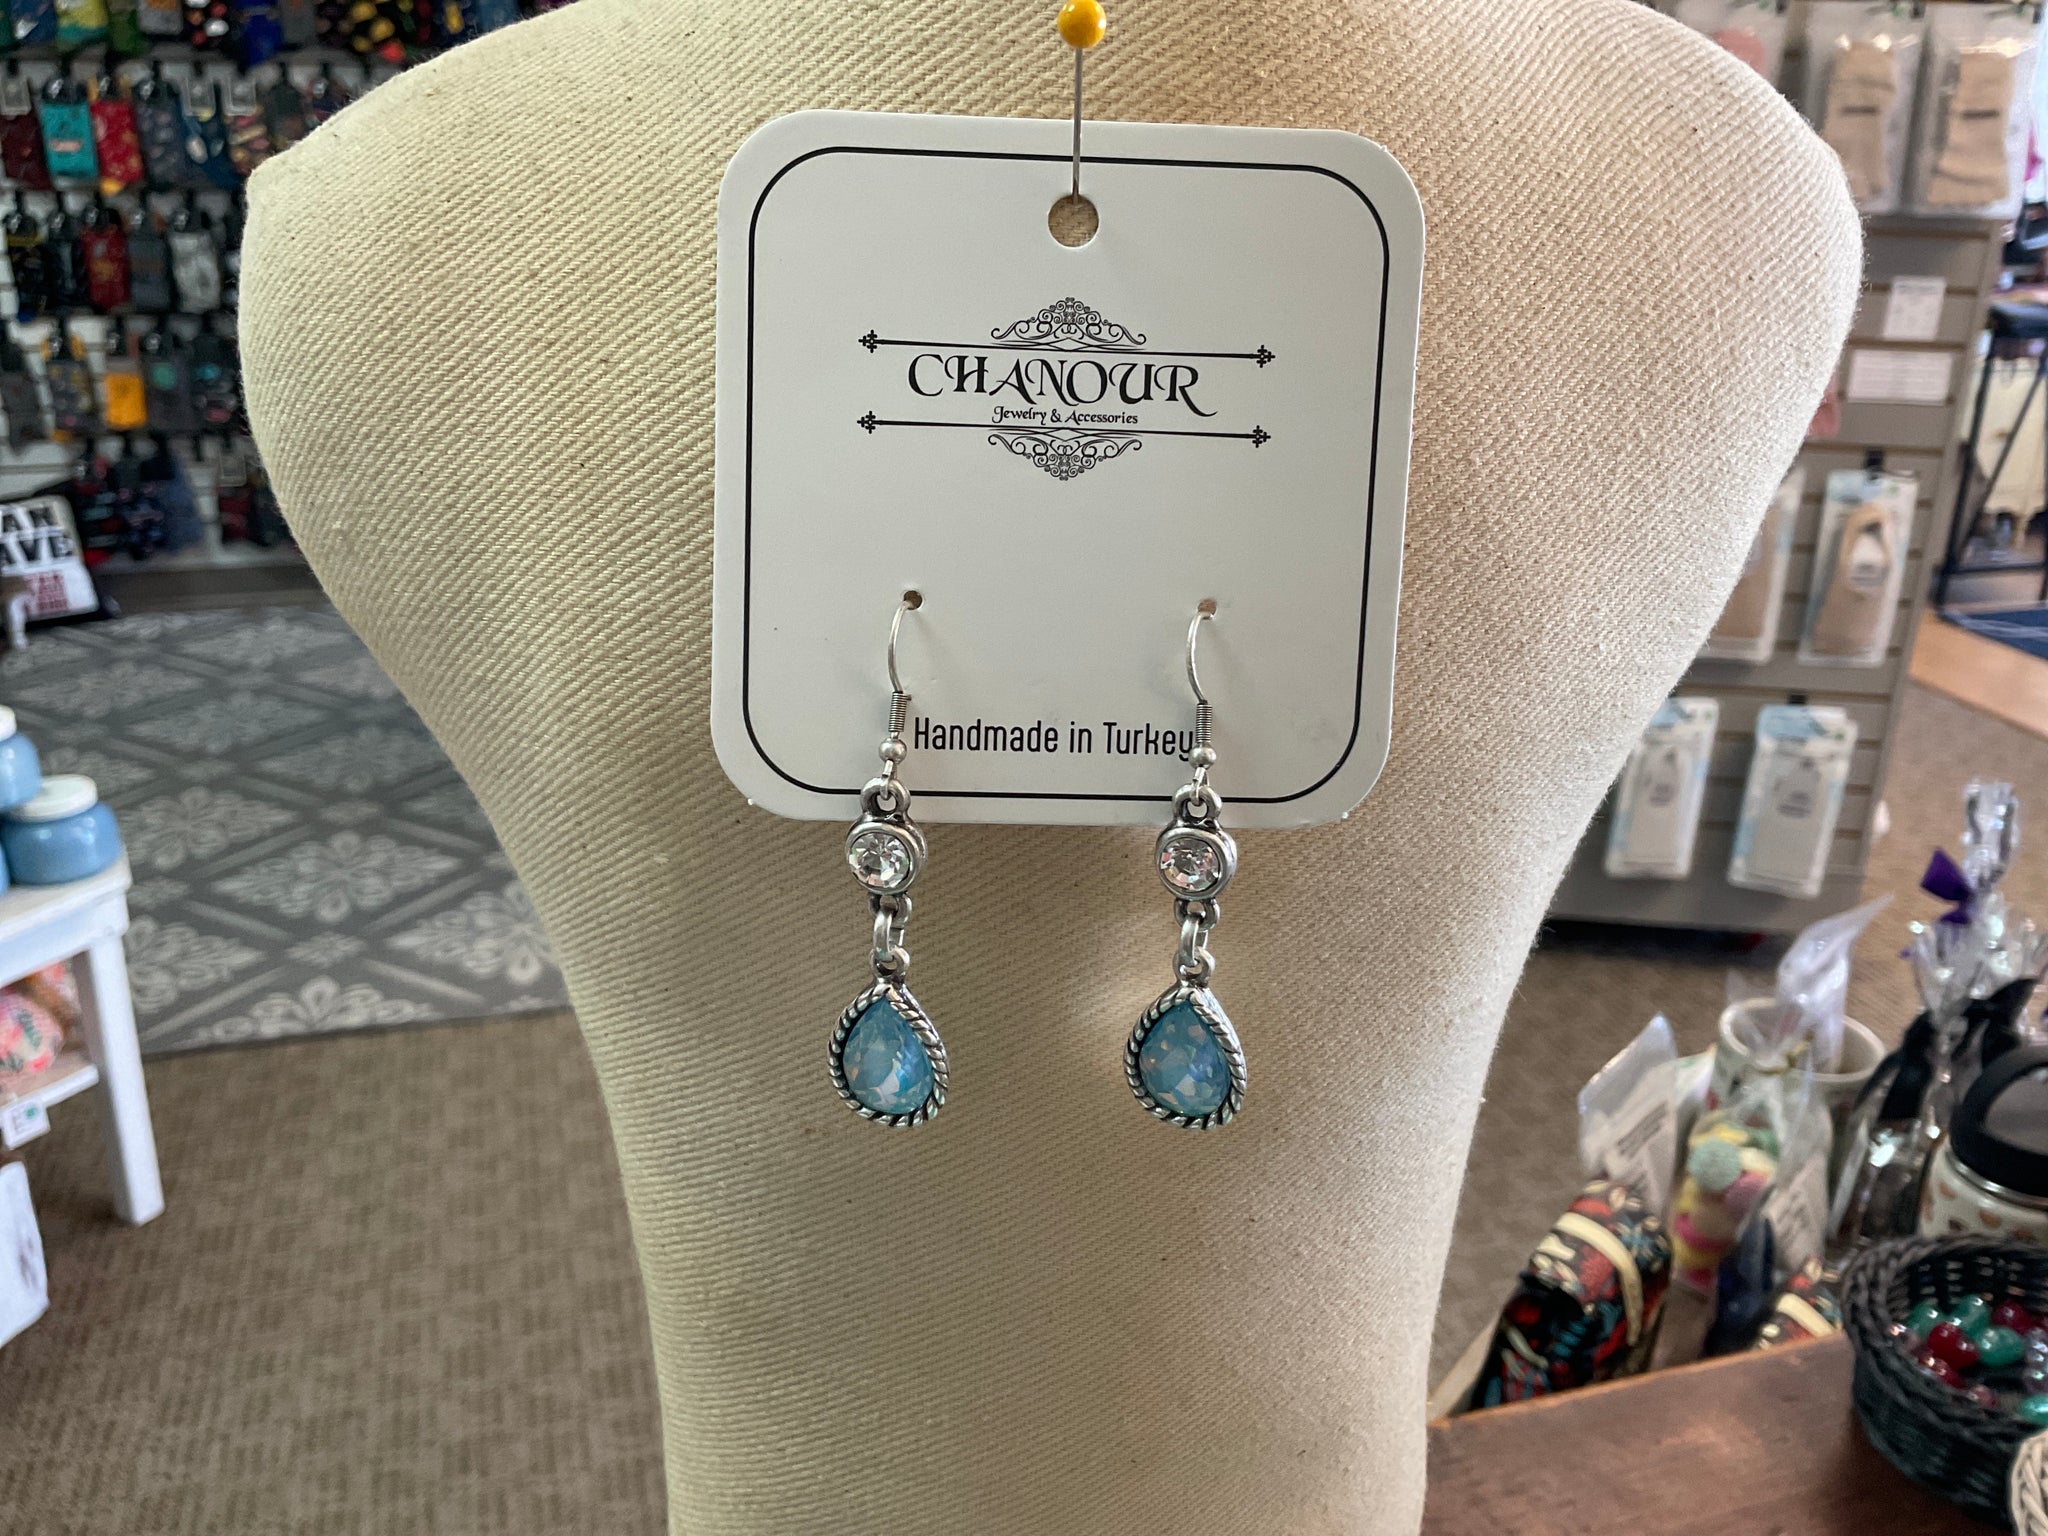 CHANOUR
Jewelry & Accessories
Handmade in Turkey